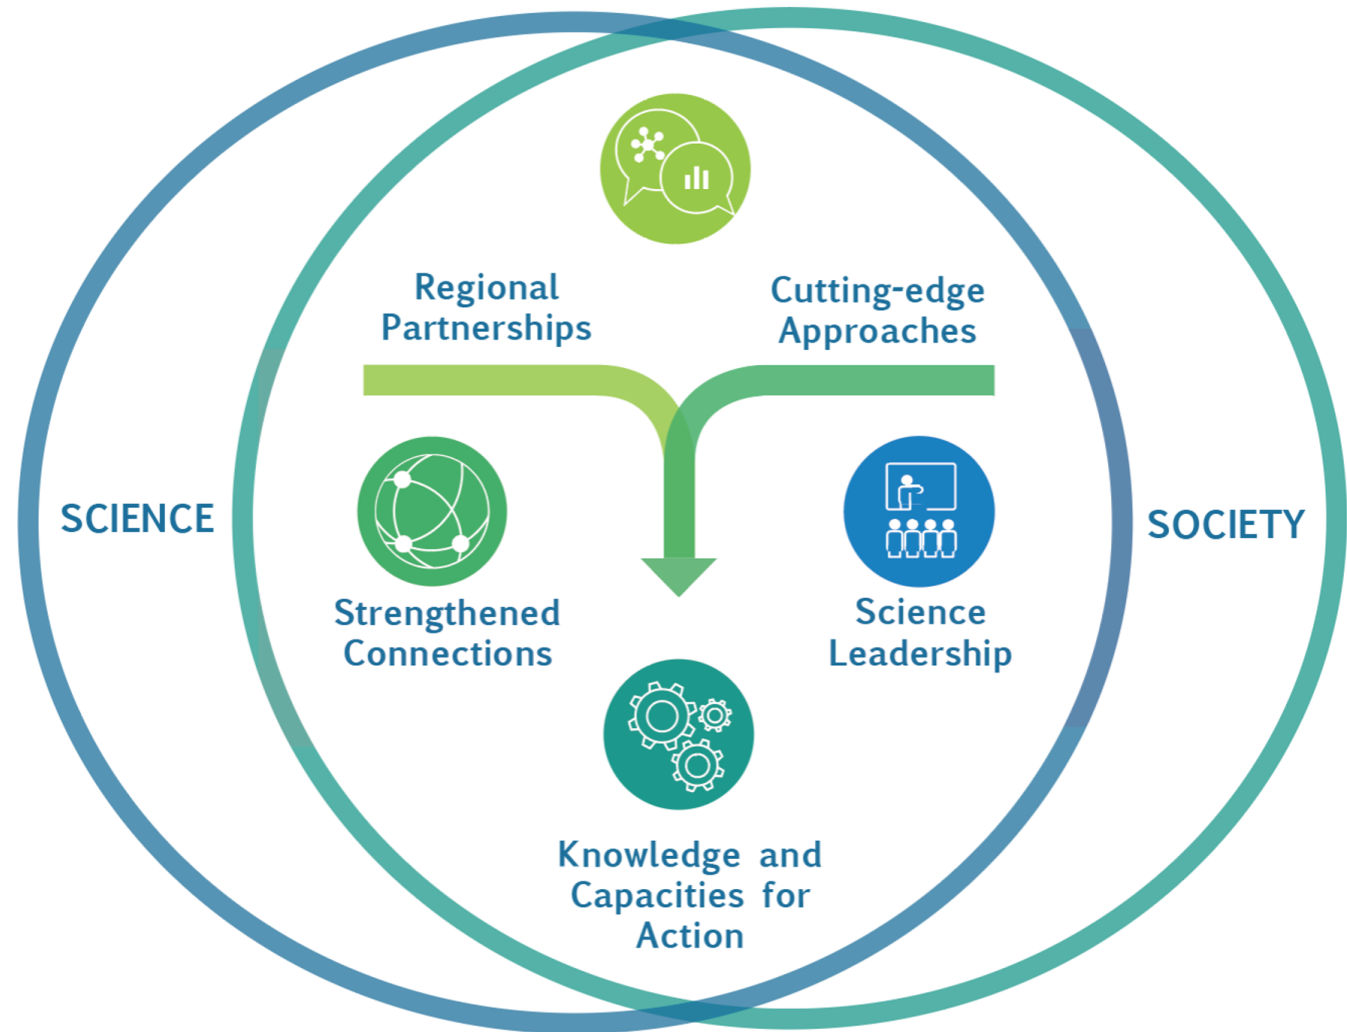 Regional
Partnerships
Cutting-edge
Approaches
SCIENCE
SOCIETY
Strengthened
Connections
Science
Leadership
Knowledge and
Capacities for
Action